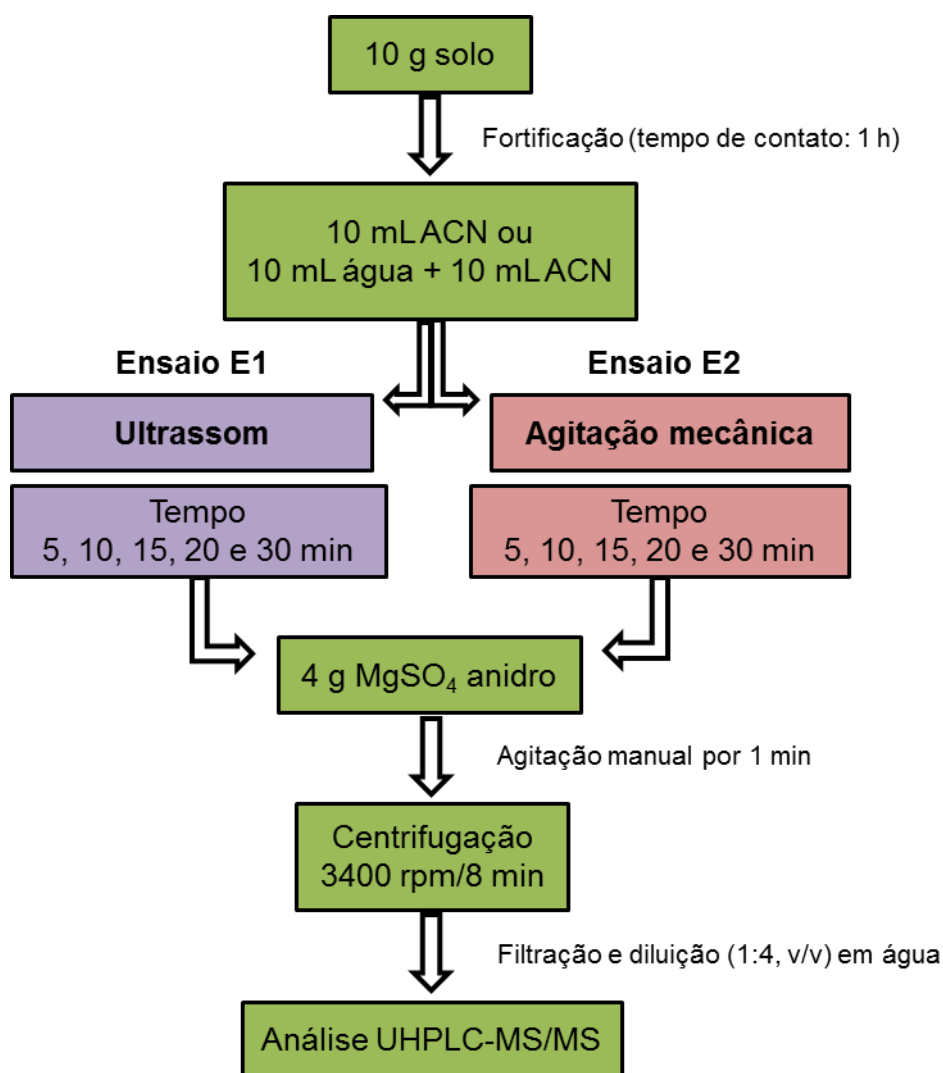 10 g solo
Fortificação (tempo de contato: 1 h)
10 mL ACN ou
10 mL água + 10 mL ACN
Ensaio E1
Ensaio E2
Ultrassom
Agitação mecânica
Tempo
5, 10, 15, 20 e 30 min
Tempo
5, 10, 15, 20 e 30 min
4 g MgSO₄ anidro
Agitação manual por 1 min
Centrifugação
3400 rpm/8 min
Filtração e diluição (1:4, v/v) em água
Análise UHPLC-MS/MS